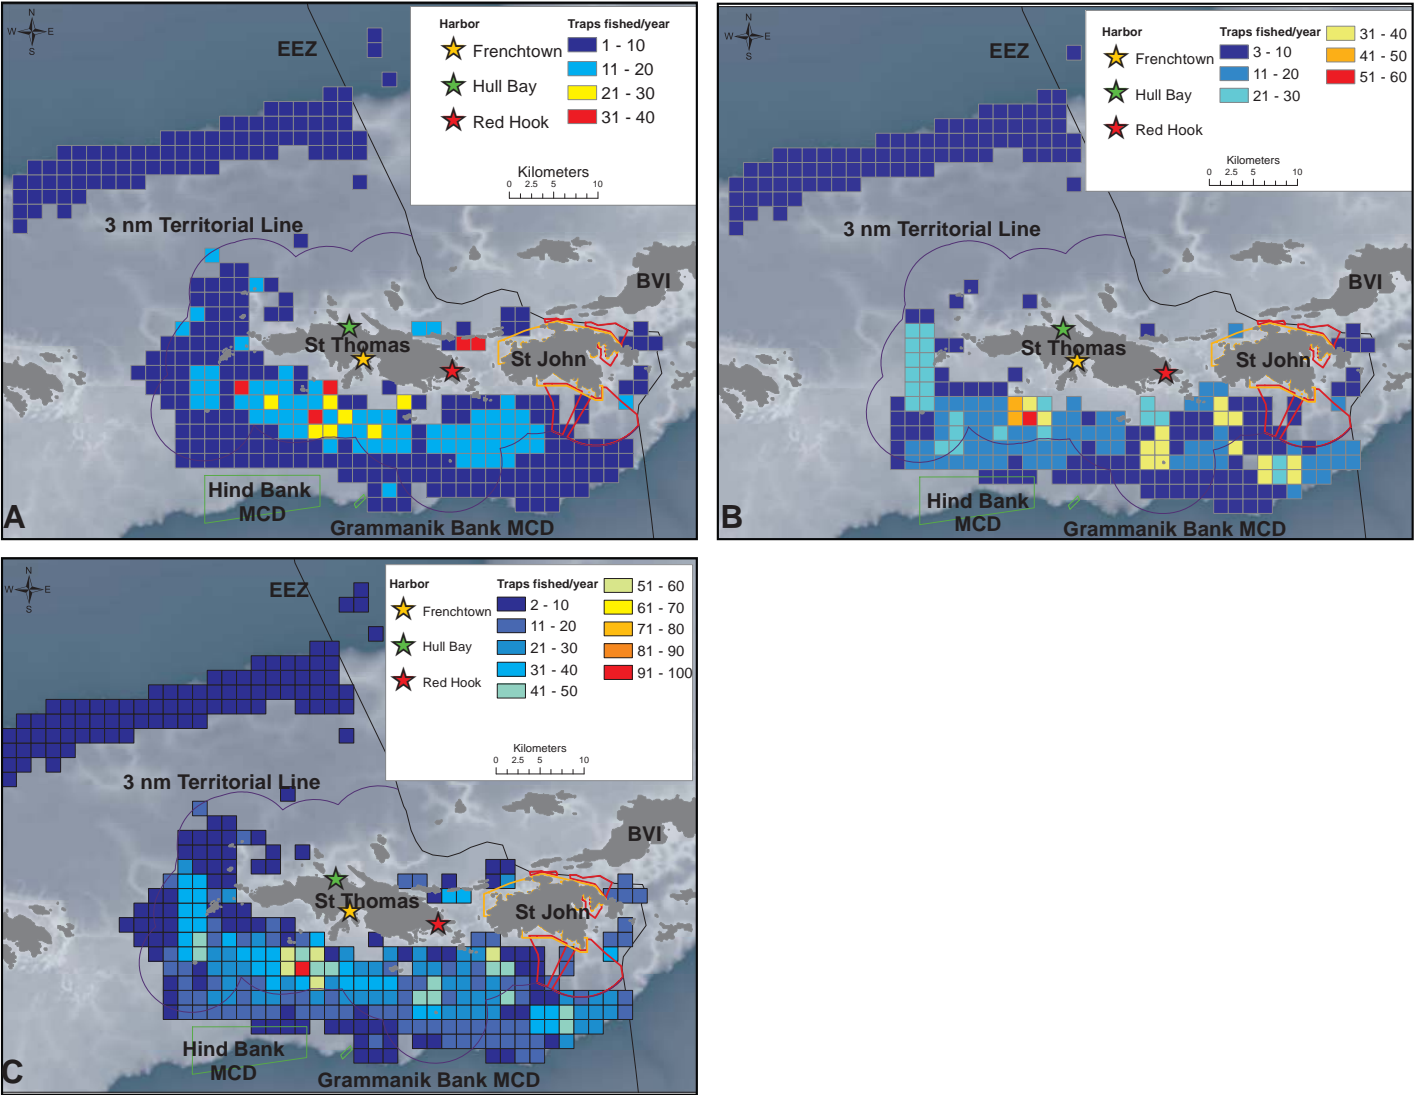 N
W E
S
EEZ
Harbor
Frenchtown
Hull Bay
Red Hook
Traps fished/year
1 - 10
11 - 20
21 - 30
31 - 40
Kilometers
0 2.5 5 10
3 nm Territorial Line
BVI
St Thomas
St John
Hind Bank
MCD
Grammanik Bank MCD
A
N
W E
S
EEZ
Harbor
Frenchtown
Hull Bay
Red Hook
Traps fished/year
3 - 10
11 - 20
21 - 30
31 - 40
41 - 50
51 - 60
Kilometers
0 2.5 5 10
3 nm Territorial Line
BVI
St Thomas
St John
Hind Bank
MCD
Grammanik Bank MCD
B
N
W E
S
EEZ
Harbor
Frenchtown
Hull Bay
Red Hook
Traps fished/year
2 - 10
11 - 20
21 - 30
31 - 40
41 - 50
51 - 60
61 - 70
71 - 80
81 - 90
91 - 100
Kilometers
0 2.5 5 10
3 nm Territorial Line
BVI
St Thomas
St John
Hind Bank
MCD
Grammanik Bank MCD
C